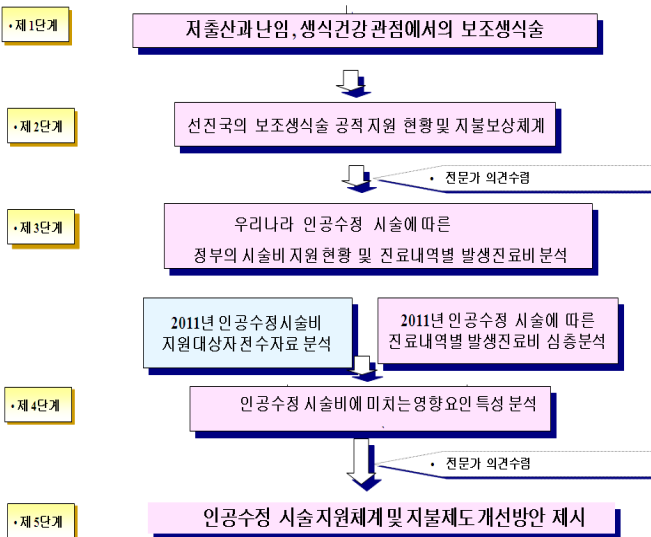 • 제1단계
저출산과 난임, 생식건강 관점에서의 보조생식술
• 제2단계
선진국의 보조생식술 공적 지원 현황 및 지불보상체계
• 전문가 의견수렴
• 제3단계
우리나라 인공수정 시술에 따른
정부의 시술비 지원 현황 및 진료내역별 발생진료비 분석
2011년 인공수정시술비
지원대상자 전수자료 분석
2011년 인공수정 시술에 따른
진료내역별 발생진료비 심층분석
• 제4단계
인공수정 시술비에 미치는 영향요인 특성 분석
• 전문가 의견수렴
• 제5단계
인공수정 시술 지원체계 및 지불제도 개선방안 제시